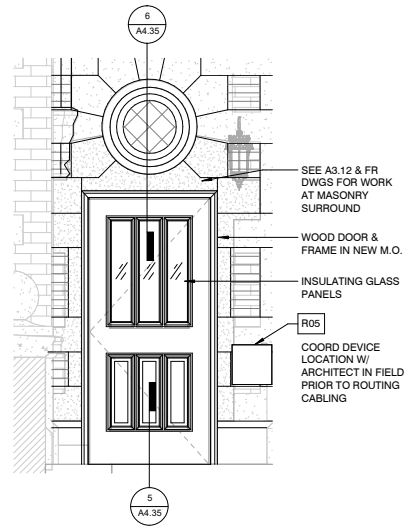 6
A4.35
SEE A3.12 & FR
DWGS FOR WORK
AT MASONRY
SURROUND
WOOD DOOR &
FRAME IN NEW M.O.
INSULATING GLASS
PANELS
R05
COORD DEVICE
LOCATION W/
ARCHITECT IN FIELD
PRIOR TO ROUTING
CABLING
5
A4.35